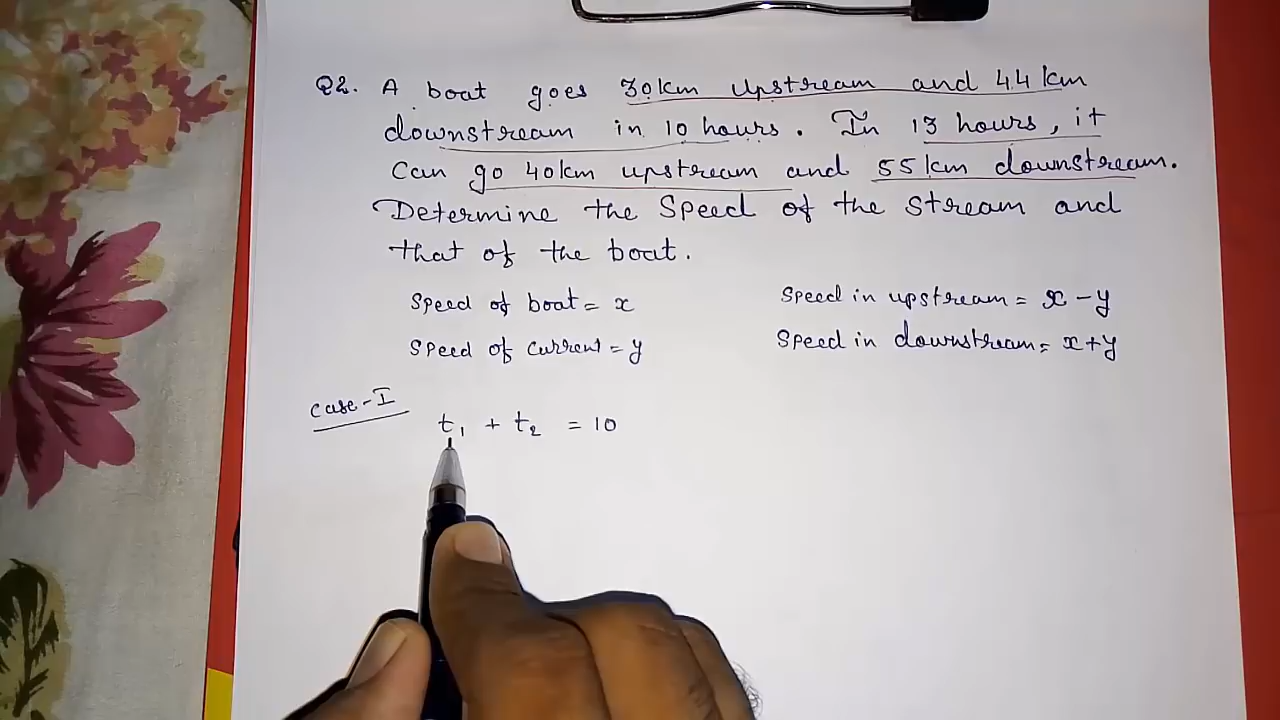 Q2. A boat goes 30km upstream and 44km
downstream in 10 hours. In 13 hours, it
Can go 40km upstream and 55km downstream.
Determine the Speed of the Stream and
that of the boat.
Speed of boat = x
Speed in upstream = x-y
Speed of current = y
Speed in downstream = x+y
Case-I
t₁ + t₂ = 10